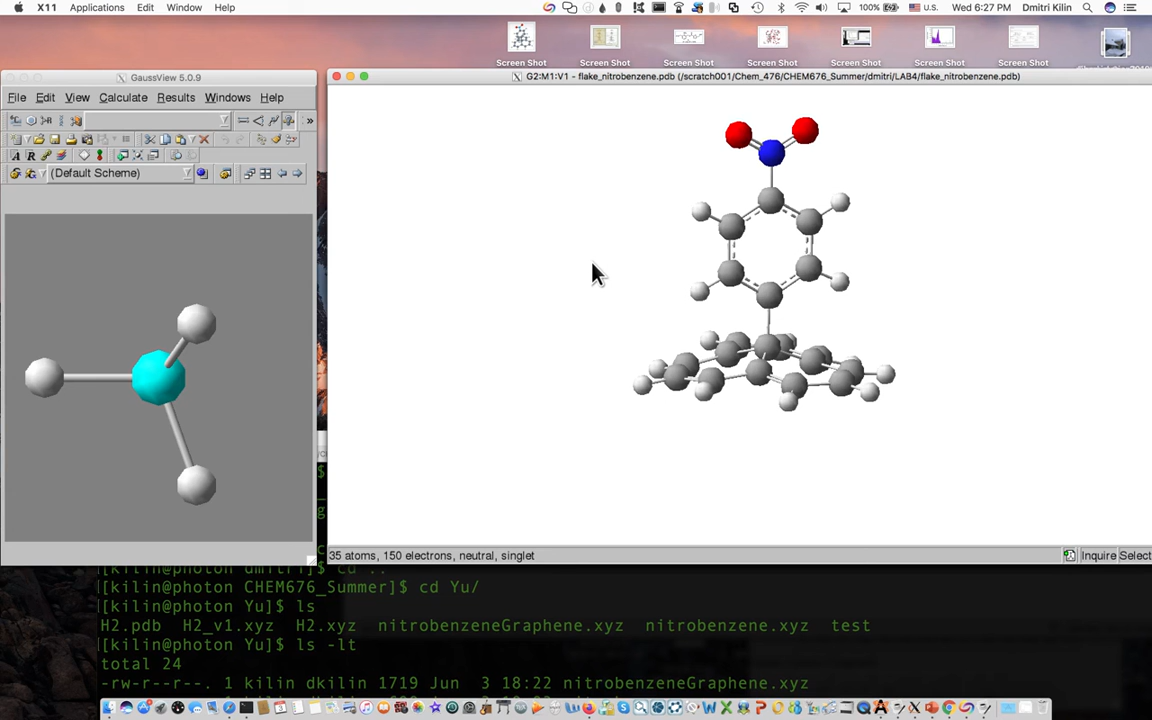 X11 Applications Edit Window Help
100% U.S. Wed 6:27 PM Dmitri Kilin
Screen Shot Screen Shot Screen Shot Screen Shot Screen Shot Screen Shot Screen Shot
GaussView 5.0.9
G2:M1:V1 - flake_nitrobenzene.pdb (/scratch001/Chem_476/CHEM676_Summer/dmitri/LAB4/flake_nitrobenzene.pdb)
File Edit View Calculate Results Windows Help
(Default Scheme)
35 atoms, 150 electrons, neutral, singlet
Inquire Select
[[kilin@photon dmitri]$ cd ..
[[kilin@photon CHEM676_Summer]$ cd Yu/
[[kilin@photon Yu]$ ls
H2.pdb H2_v1.xyz H2.xyz nitrobenzeneGraphene.xyz nitrobenzene.xyz test
[[kilin@photon Yu]$ ls -lt
total 24
-rw-r--r--. 1 kilin dkilin 1719 Jun 3 18:22 nitrobenzeneGraphene.xyz